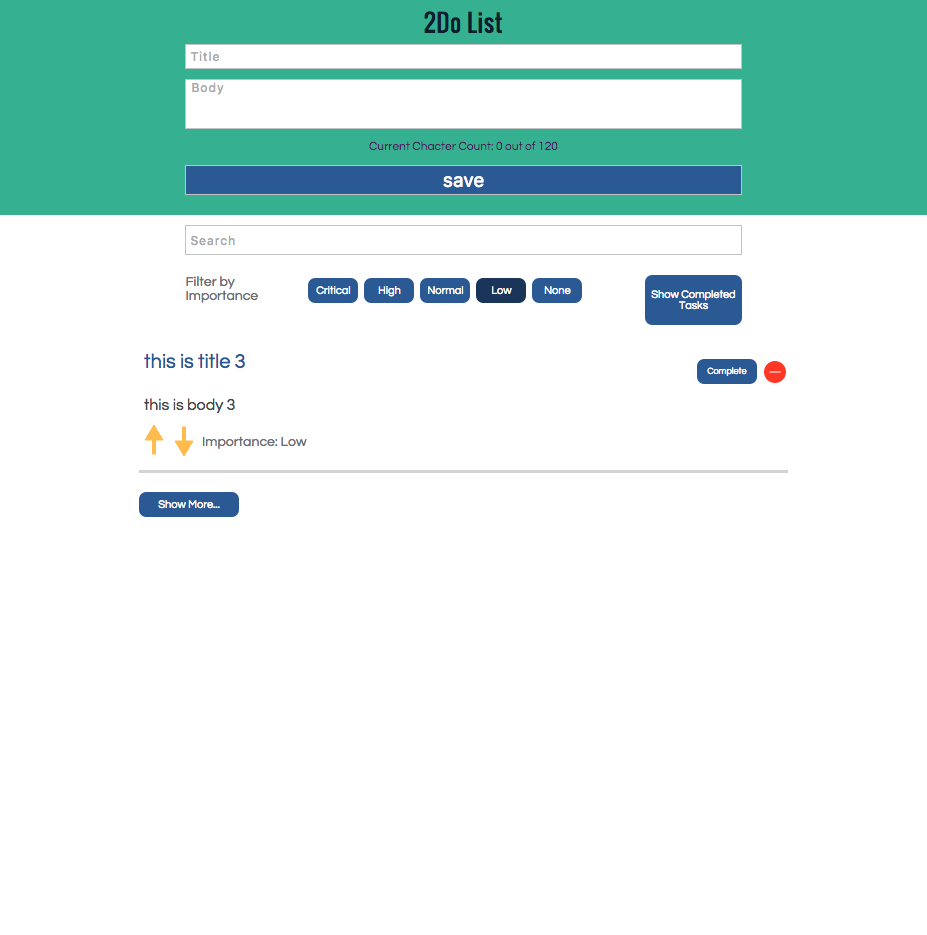 2Do List
Title
Body
Current Chacter Count: 0 out of 120
save
Search
Filter by
Importance
Critical
High
Normal
Low
None
Show Completed
Tasks
this is title 3
Complete
this is body 3
Importance: Low
Show More...